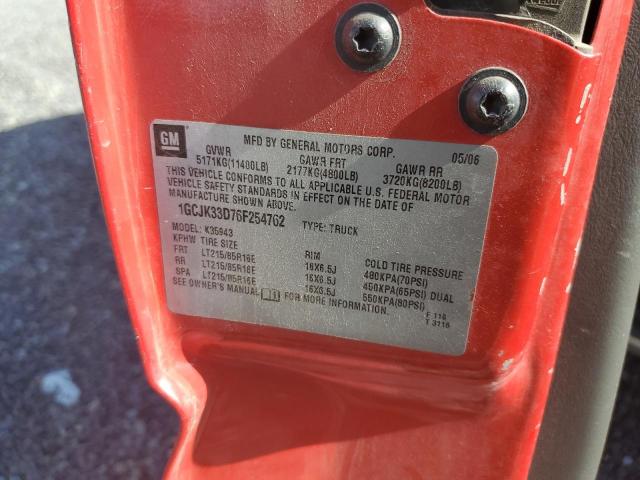 GM
MFD BY GENERAL MOTORS CORP. 05/06
GVWR GAWR FRT GAWR RR
5171KG(11400LB) 2177KG(4800LB) 3720KG(8200LB)
THIS VEHICLE CONFORMS TO ALL APPLICABLE U.S. FEDERAL MOTOR
VEHICLE SAFETY STANDARDS IN EFFECT ON THE DATE OF
MANUFACTURE SHOWN ABOVE.
1GCJK33D76F254762 TYPE: TRUCK
MODEL: K35943
KPHW TIRE SIZE RIM COLD TIRE PRESSURE
FRT LT215/85R16E 16X6.5J 480KPA(70PSI)
RR LT215/85R16E 16X6.5J 450KPA(65PSI) DUAL
SPA LT215/85R16E 16X6.5J 550KPA(80PSI)
SEE OWNER'S MANUAL FOR MORE INFORMATION.
F 116
T 3116